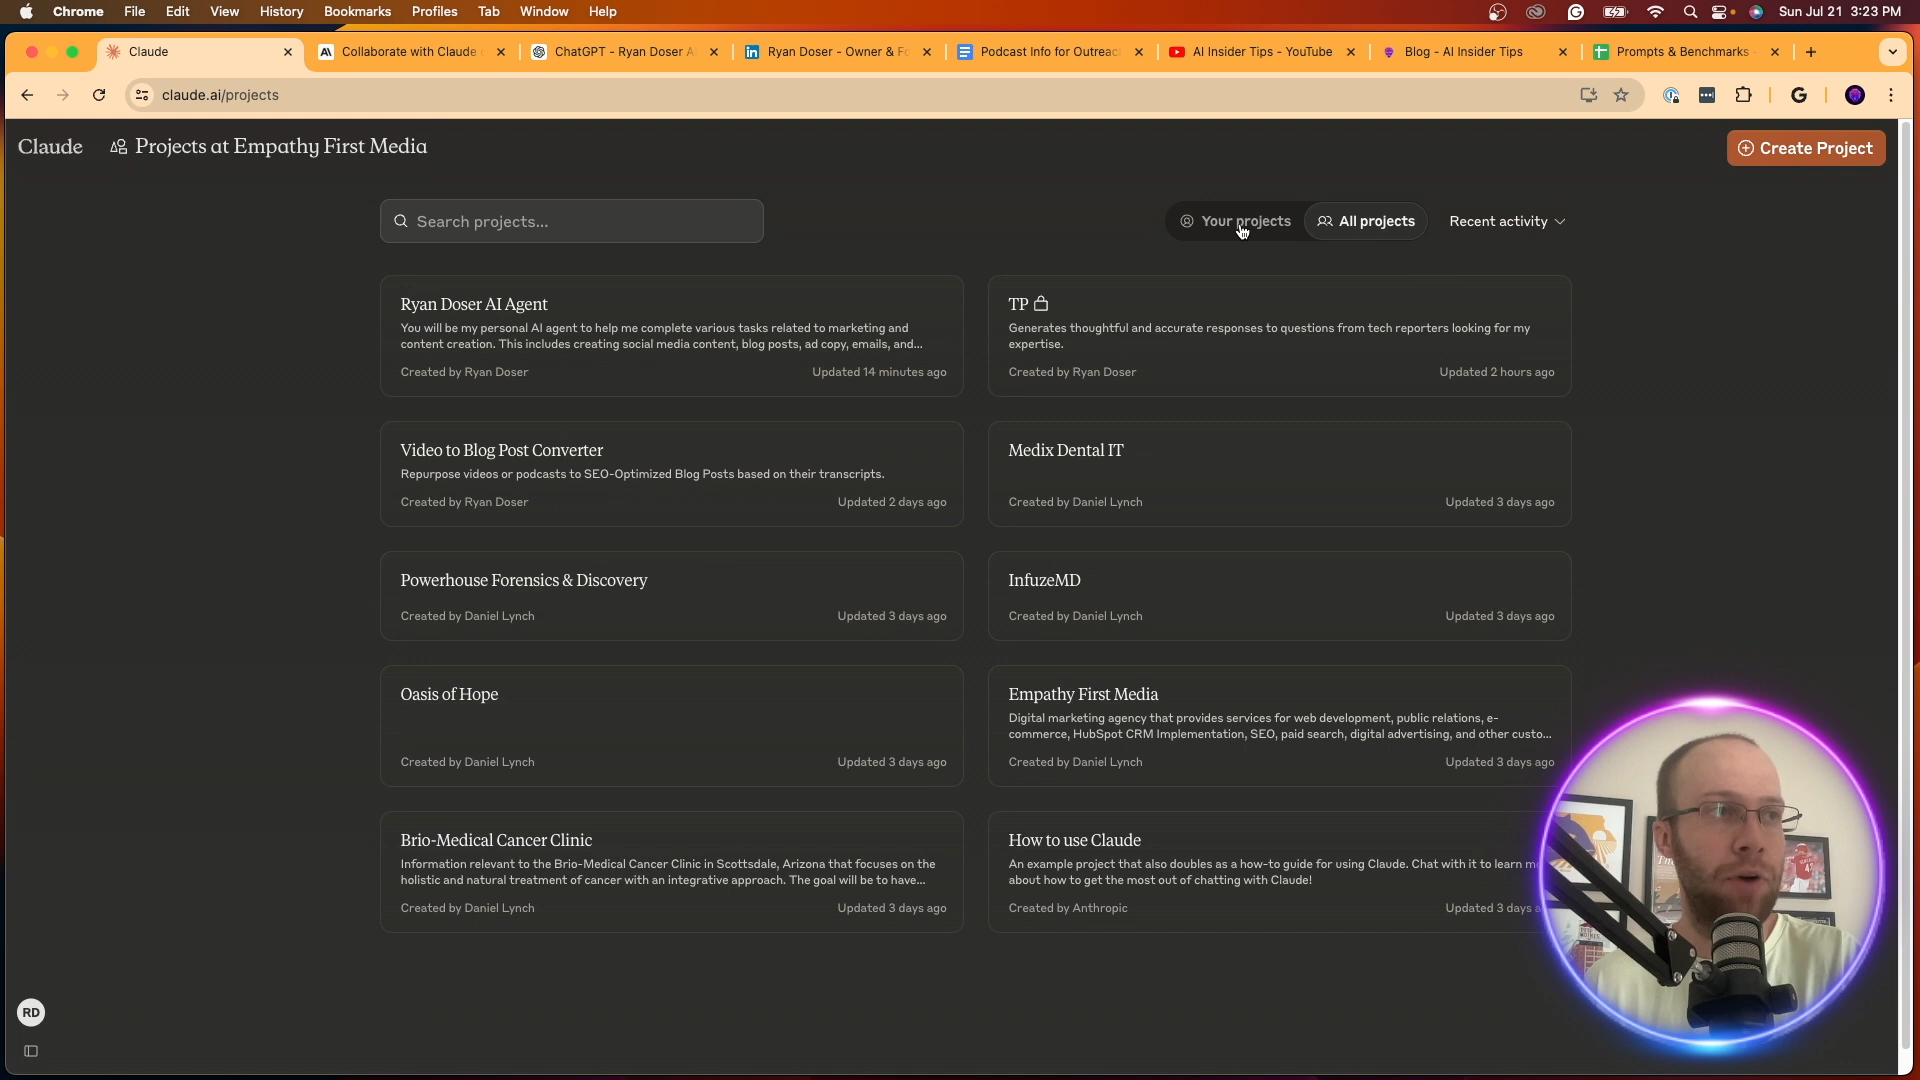 Chrome File Edit View History Bookmarks Profiles Tab Window Help
Sun Jul 21 3:23 PM
Claude
Collaborate with Claude
ChatGPT - Ryan Doser A
Ryan Doser - Owner & Fo
Podcast Info for Outreac
AI Insider Tips - YouTube
Blog - AI Insider Tips
Prompts & Benchmarks
claude.ai/projects
Claude
Projects at Empathy First Media
Create Project
Search projects...
Your projects
All projects
Recent activity
Ryan Doser AI Agent
You will be my personal AI agent to help me complete various tasks related to marketing and
content creation. This includes creating social media content, blog posts, ad copy, emails, and...
Created by Ryan Doser
Updated 14 minutes ago
TP
Generates thoughtful and accurate responses to questions from tech reporters looking for my
expertise.
Created by Ryan Doser
Updated 2 hours ago
Video to Blog Post Converter
Repurpose videos or podcasts to SEO-Optimized Blog Posts based on their transcripts.
Created by Ryan Doser
Updated 2 days ago
Medix Dental IT
Created by Daniel Lynch
Updated 3 days ago
Powerhouse Forensics & Discovery
Created by Daniel Lynch
Updated 3 days ago
InfuzeMD
Created by Daniel Lynch
Updated 3 days ago
Oasis of Hope
Created by Daniel Lynch
Updated 3 days ago
Empathy First Media
Digital marketing agency that provides services for web development, public relations, e-
commerce, HubSpot CRM Implementation, SEO, paid search, digital advertising, and other custo...
Created by Daniel Lynch
Updated 3 days ago
Brio-Medical Cancer Clinic
Information relevant to the Brio-Medical Cancer Clinic in Scottsdale, Arizona that focuses on the
holistic and natural treatment of cancer with an integrative approach. The goal will be to have...
Created by Daniel Lynch
Updated 3 days ago
How to use Claude
An example project that also doubles as a how-to guide for using Claude. Chat with it to learn m
about how to get the most out of chatting with Claude!
Created by Anthropic
Updated 3 days
RD